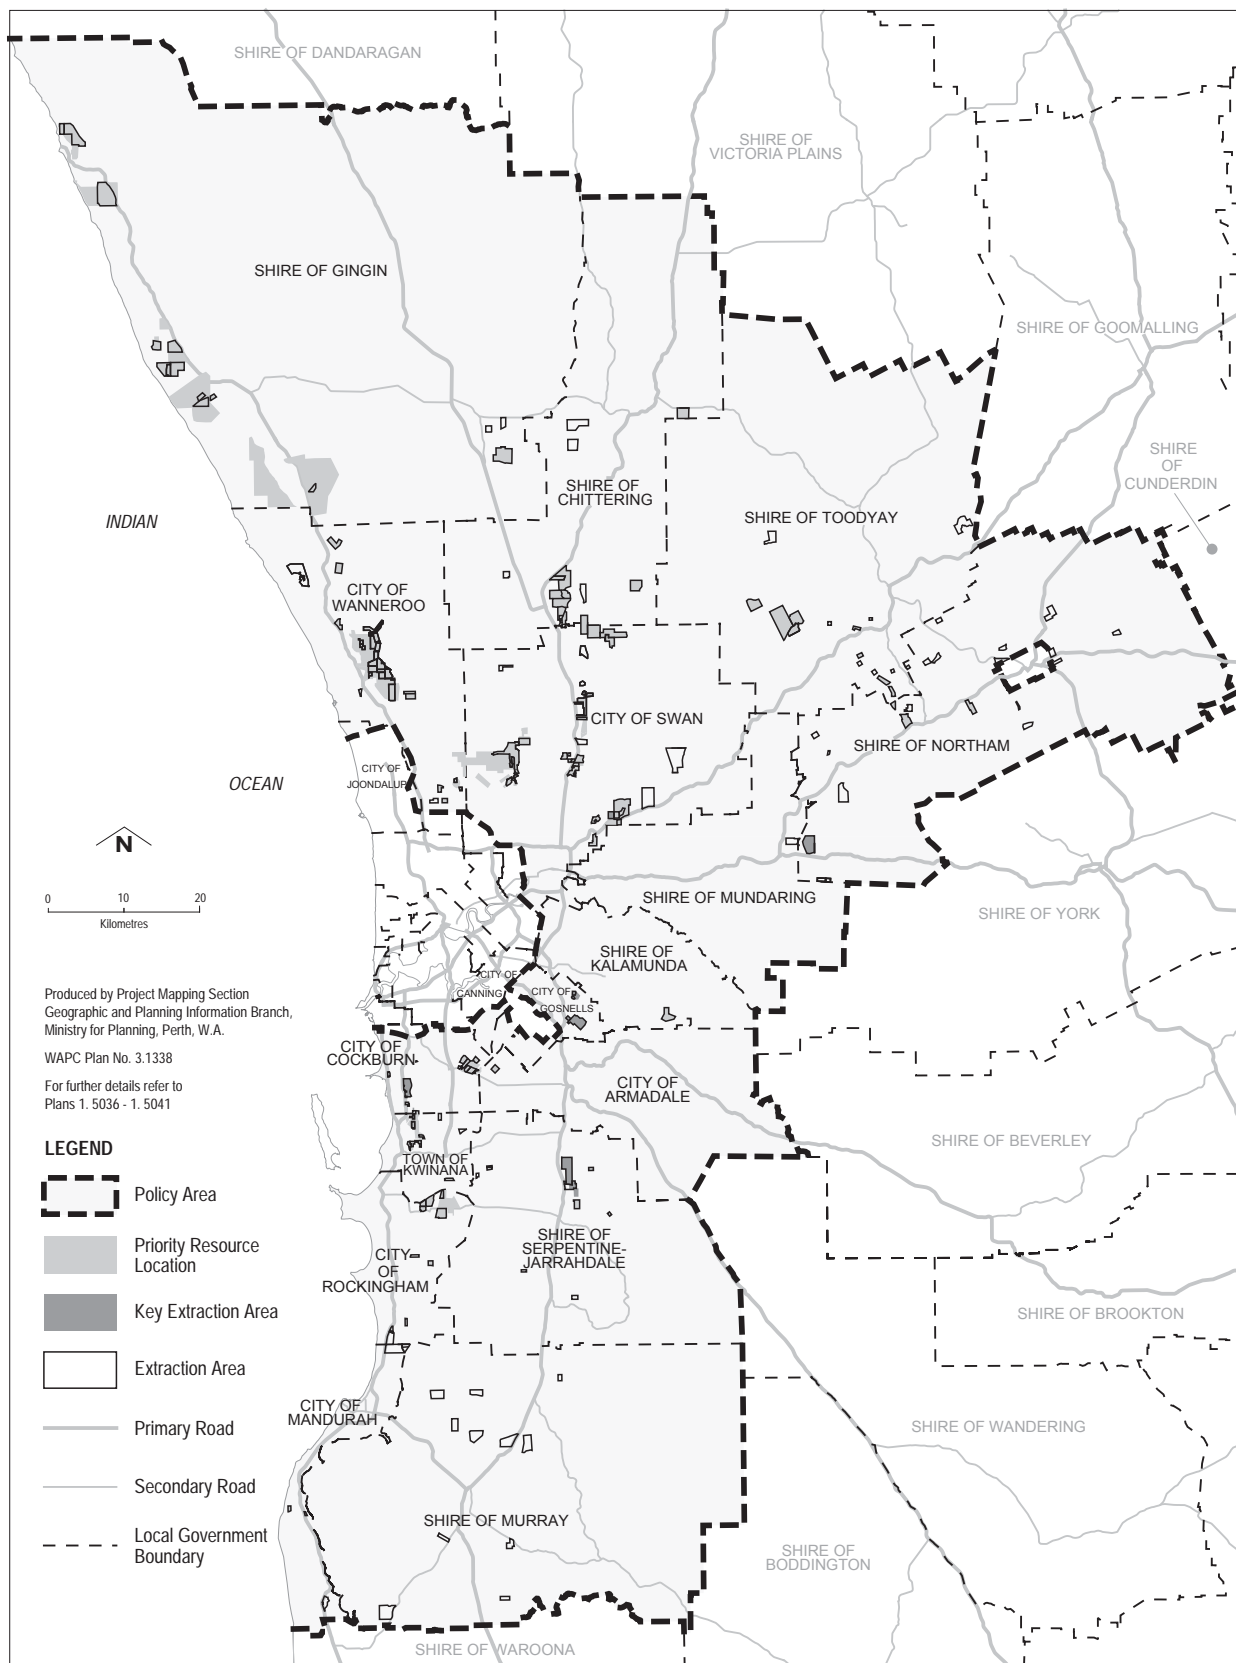 SHIRE OF DANDARAGAN
SHIRE OF
VICTORIA PLAINS
SHIRE OF GINGIN
SHIRE OF GOOMALLING
SHIRE
OF
CUNDERDIN
SHIRE OF
CHITTERING
SHIRE OF TOODYAY
INDIAN
CITY OF
WANNEROO
CITY OF SWAN
SHIRE OF NORTHAM
OCEAN
CITY OF
JOONDALUP
N
0 10 20
Kilometres
SHIRE OF MUNDARING
SHIRE OF YORK
SHIRE OF
KALAMUNDA
CITY OF
CANNING
CITY OF
GOSNELLS
Produced by Project Mapping Section
Geographic and Planning Information Branch,
Ministry for Planning, Perth, W.A.
WAPC Plan No. 3.1338
For further details refer to
Plans 1. 5036 - 1. 5041
CITY OF
COCKBURN
CITY OF
ARMADALE
SHIRE OF BEVERLEY
TOWN OF
KWINANA
SHIRE OF
SERPENTINE-
JARRAHDALE
CITY
OF
ROCKINGHAM
SHIRE OF BROOKTON
CITY OF
MANDURAH
SHIRE OF WANDERING
SHIRE OF MURRAY
SHIRE OF
BODDINGTON
SHIRE OF WAROONA
LEGEND
Policy Area
Priority Resource
Location
Key Extraction Area
Extraction Area
Primary Road
Secondary Road
Local Government
Boundary